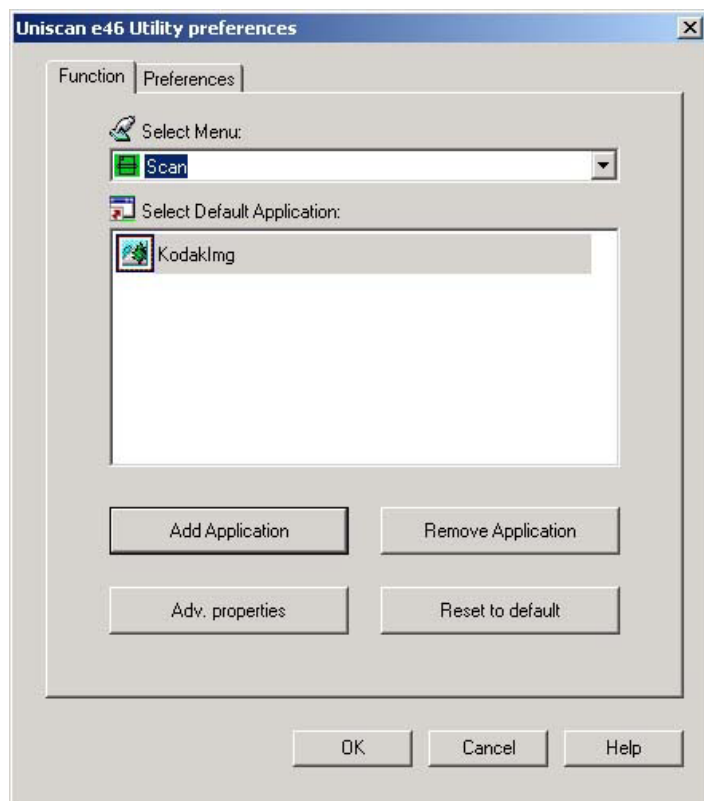 Uniscan e46 Utility preferences
Function Preferences
Select Menu:
Scan
Select Default Application:
KodakImg
Add Application Remove Application
Adv. properties Reset to default
OK Cancel Help